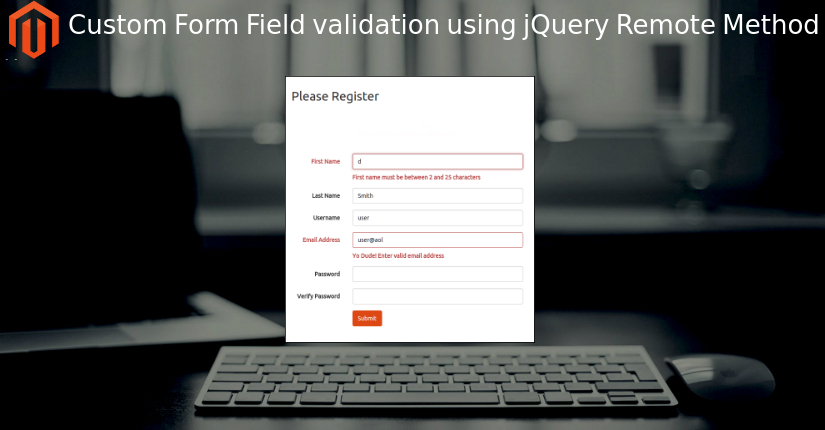 Custom Form Field validation using jQuery Remote Method
Please Register
First Name d
First name must be between 2 and 25 characters
Last Name Smith
Username user
Email Address user@aol
Yo Dude! Enter valid email address
Password
Verify Password
Submit